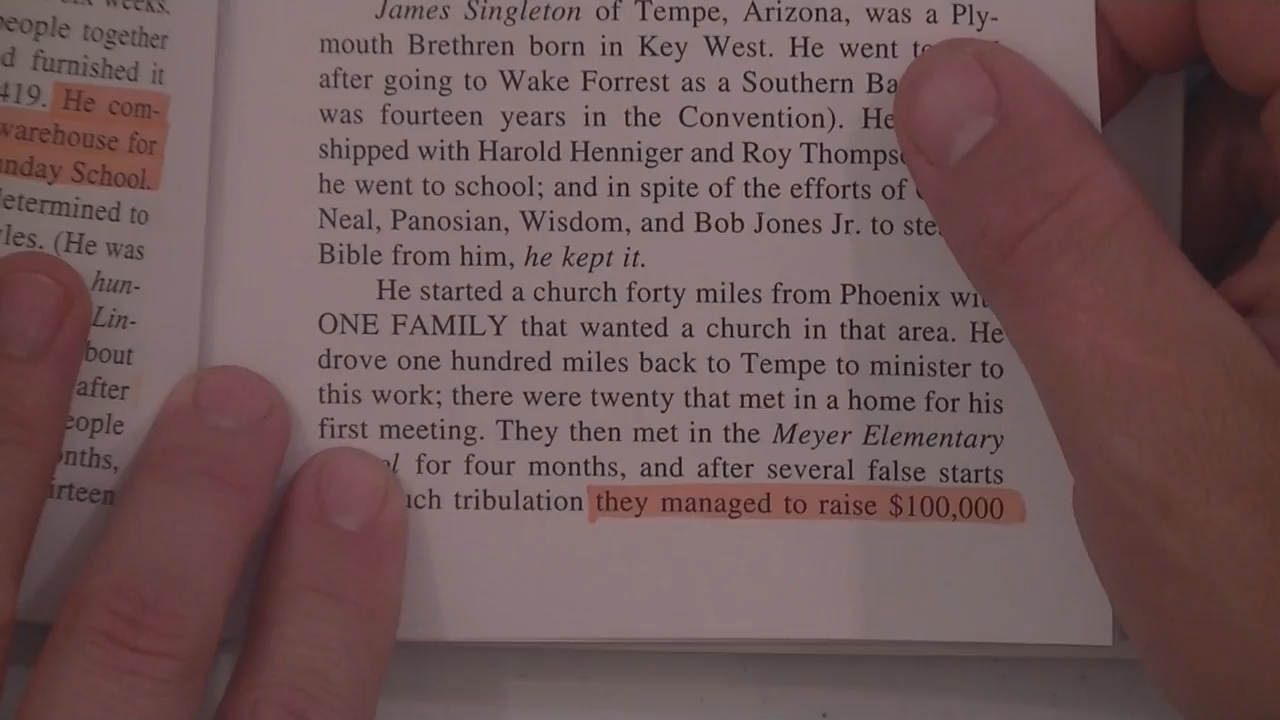 weeks.
people together
d furnished it
419. He com-
warehouse for
unday School.
etermined to
les. (He was
hun-
Lin-
bout
after
eople
nths,
irteen
James Singleton of Tempe, Arizona, was a Ply-
mouth Brethren born in Key West. He went
after going to Wake Forrest as a Southern Ba
was fourteen years in the Convention). He
shipped with Harold Henniger and Roy Thomps
he went to school; and in spite of the efforts of
Neal, Panosian, Wisdom, and Bob Jones Jr. to ste
Bible from him, he kept it.
He started a church forty miles from Phoenix wi
ONE FAMILY that wanted a church in that area. He
drove one hundred miles back to Tempe to minister to
this work; there were twenty that met in a home for his
first meeting. They then met in the Meyer Elementary
for four months, and after several false starts
uch tribulation they managed to raise $100,000